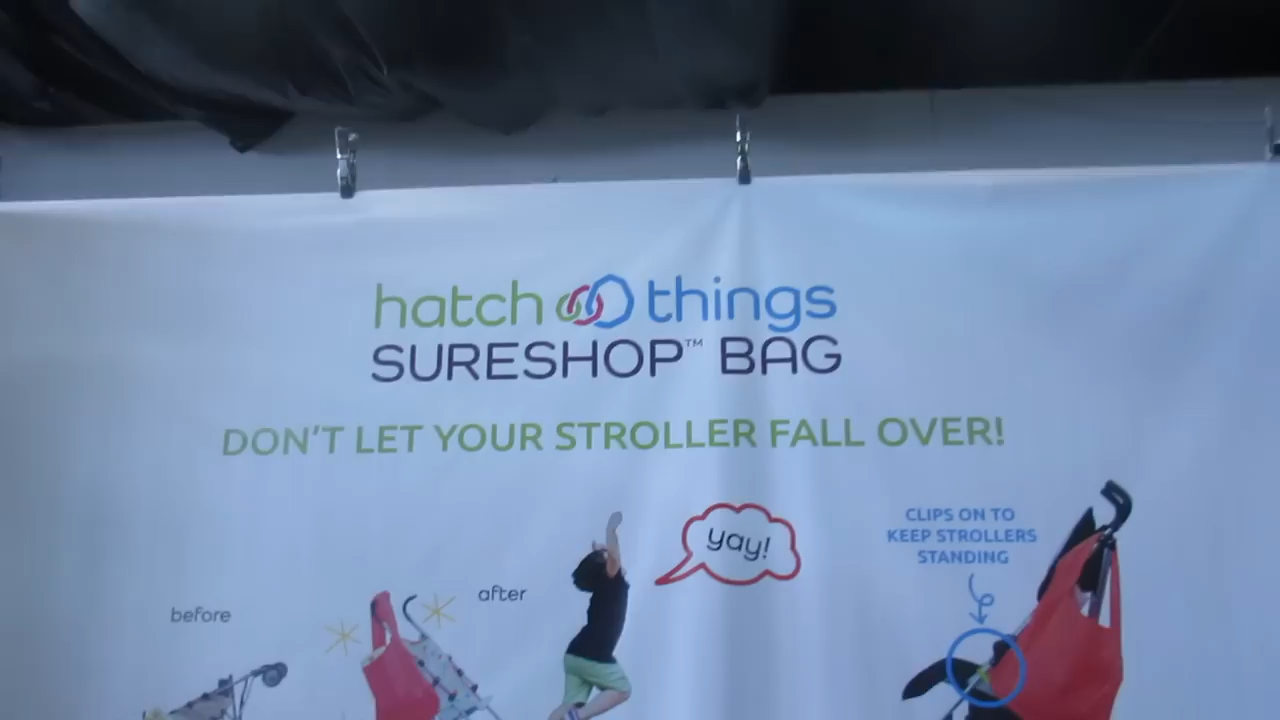 hatch things
SURESHOP™ BAG
DON'T LET YOUR STROLLER FALL OVER!
yay!
CLIPS ON TO
KEEP STROLLERS
STANDING
before
after